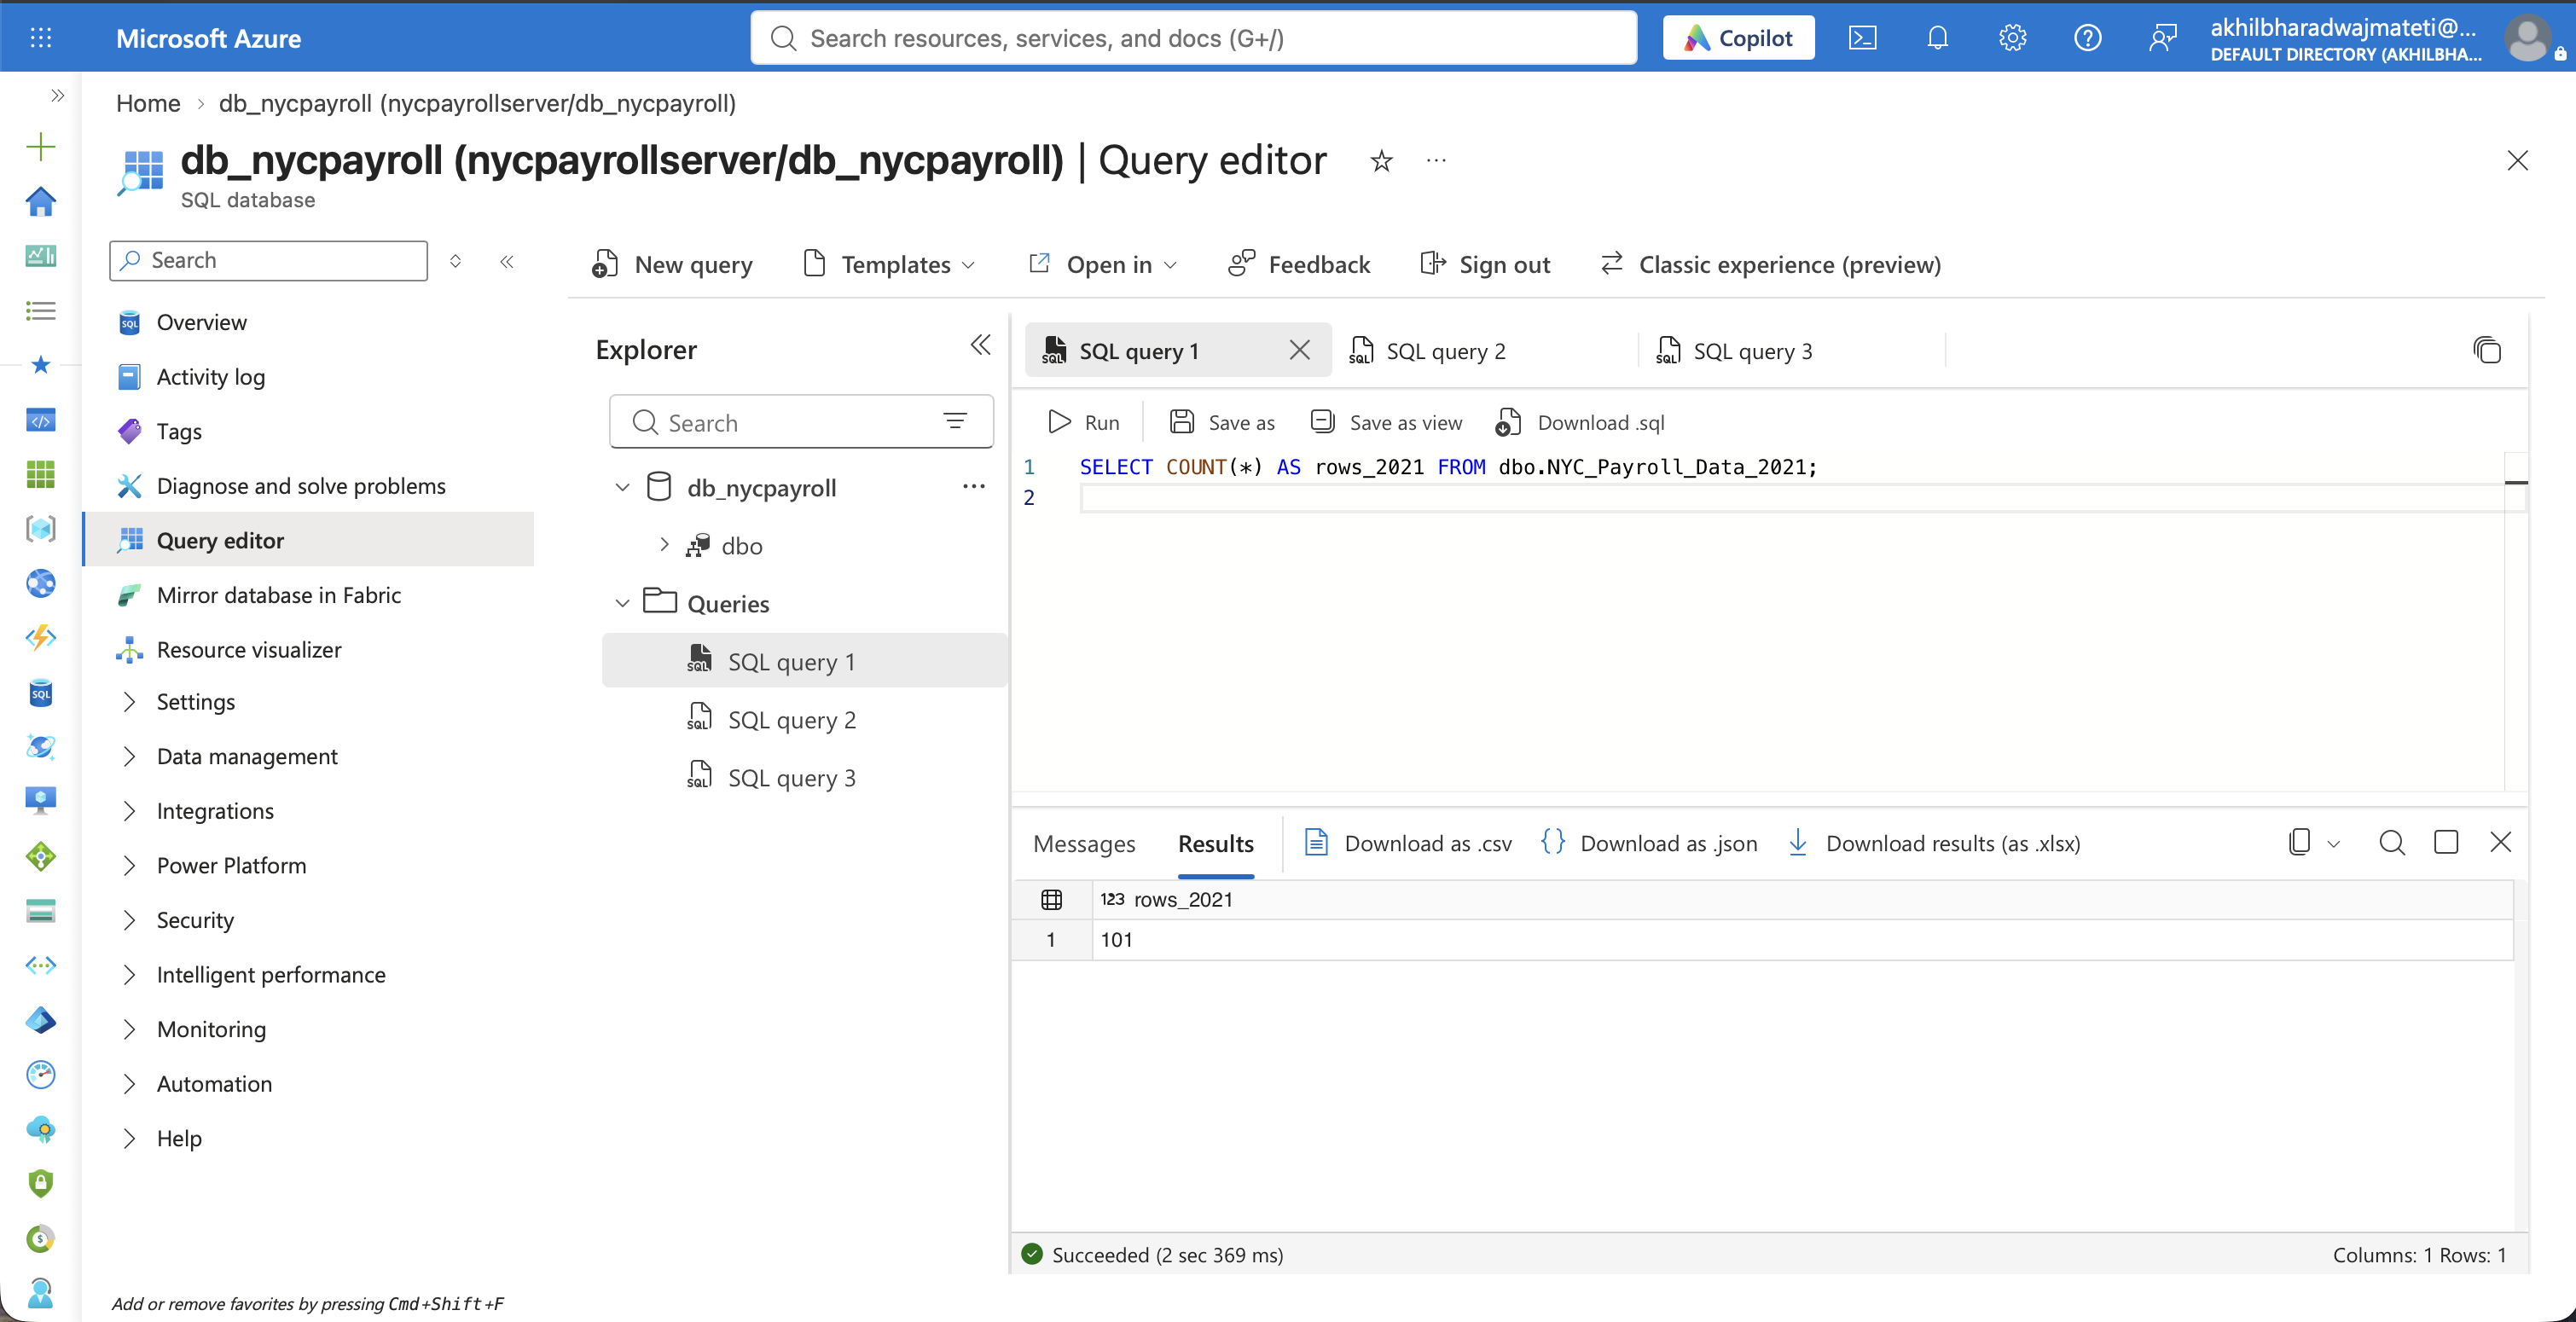 Microsoft Azure
Search resources, services, and docs (G+/)
Copilot
akhilbharadwajmateti@...
DEFAULT DIRECTORY (AKHILBHA...
Home > db_nycpayroll (nycpayrollserver/db_nycpayroll)
db_nycpayroll (nycpayrollserver/db_nycpayroll) | Query editor
SQL database
Search
Overview
Activity log
Tags
Diagnose and solve problems
Query editor
Mirror database in Fabric
Resource visualizer
Settings
Data management
Integrations
Power Platform
Security
Intelligent performance
Monitoring
Automation
Help
Add or remove favorites by pressing Cmd+Shift+F
New query
Templates
Open in
Feedback
Sign out
Classic experience (preview)
Explorer
Search
db_nycpayroll
dbo
Queries
SQL query 1
SQL query 2
SQL query 3
SQL query 1
SQL query 2
SQL query 3
Run
Save as
Save as view
Download .sql
1 SELECT COUNT(*) AS rows_2021 FROM dbo.NYC_Payroll_Data_2021;
2
Messages
Results
Download as .csv
Download as .json
Download results (as .xlsx)
123 rows_2021
1 101
Succeeded (2 sec 369 ms)
Columns: 1 Rows: 1